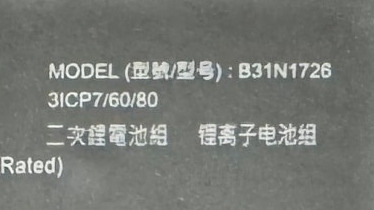 MODEL (型號/型号) : B31N1726
3ICP7/60/80
二次鋰電池組 锂离子电池组
Rated)